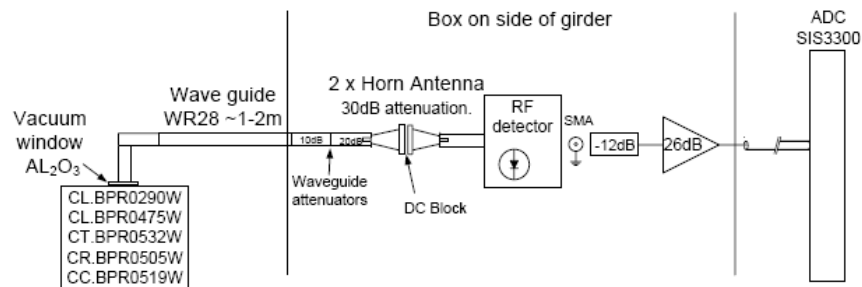 Box on side of girder
ADC
SIS3300
2 x Horn Antenna
30dB attenuation.
Wave guide
WR28 ~1-2m
RF
detector
SMA
Vacuum
window
AL₂O₃
10dB
20dB
-12dB
26dB
Waveguide
attenuators
DC Block
CL.BPR0290W
CL.BPR0475W
CT.BPR0532W
CR.BPR0505W
CC.BPR0519W